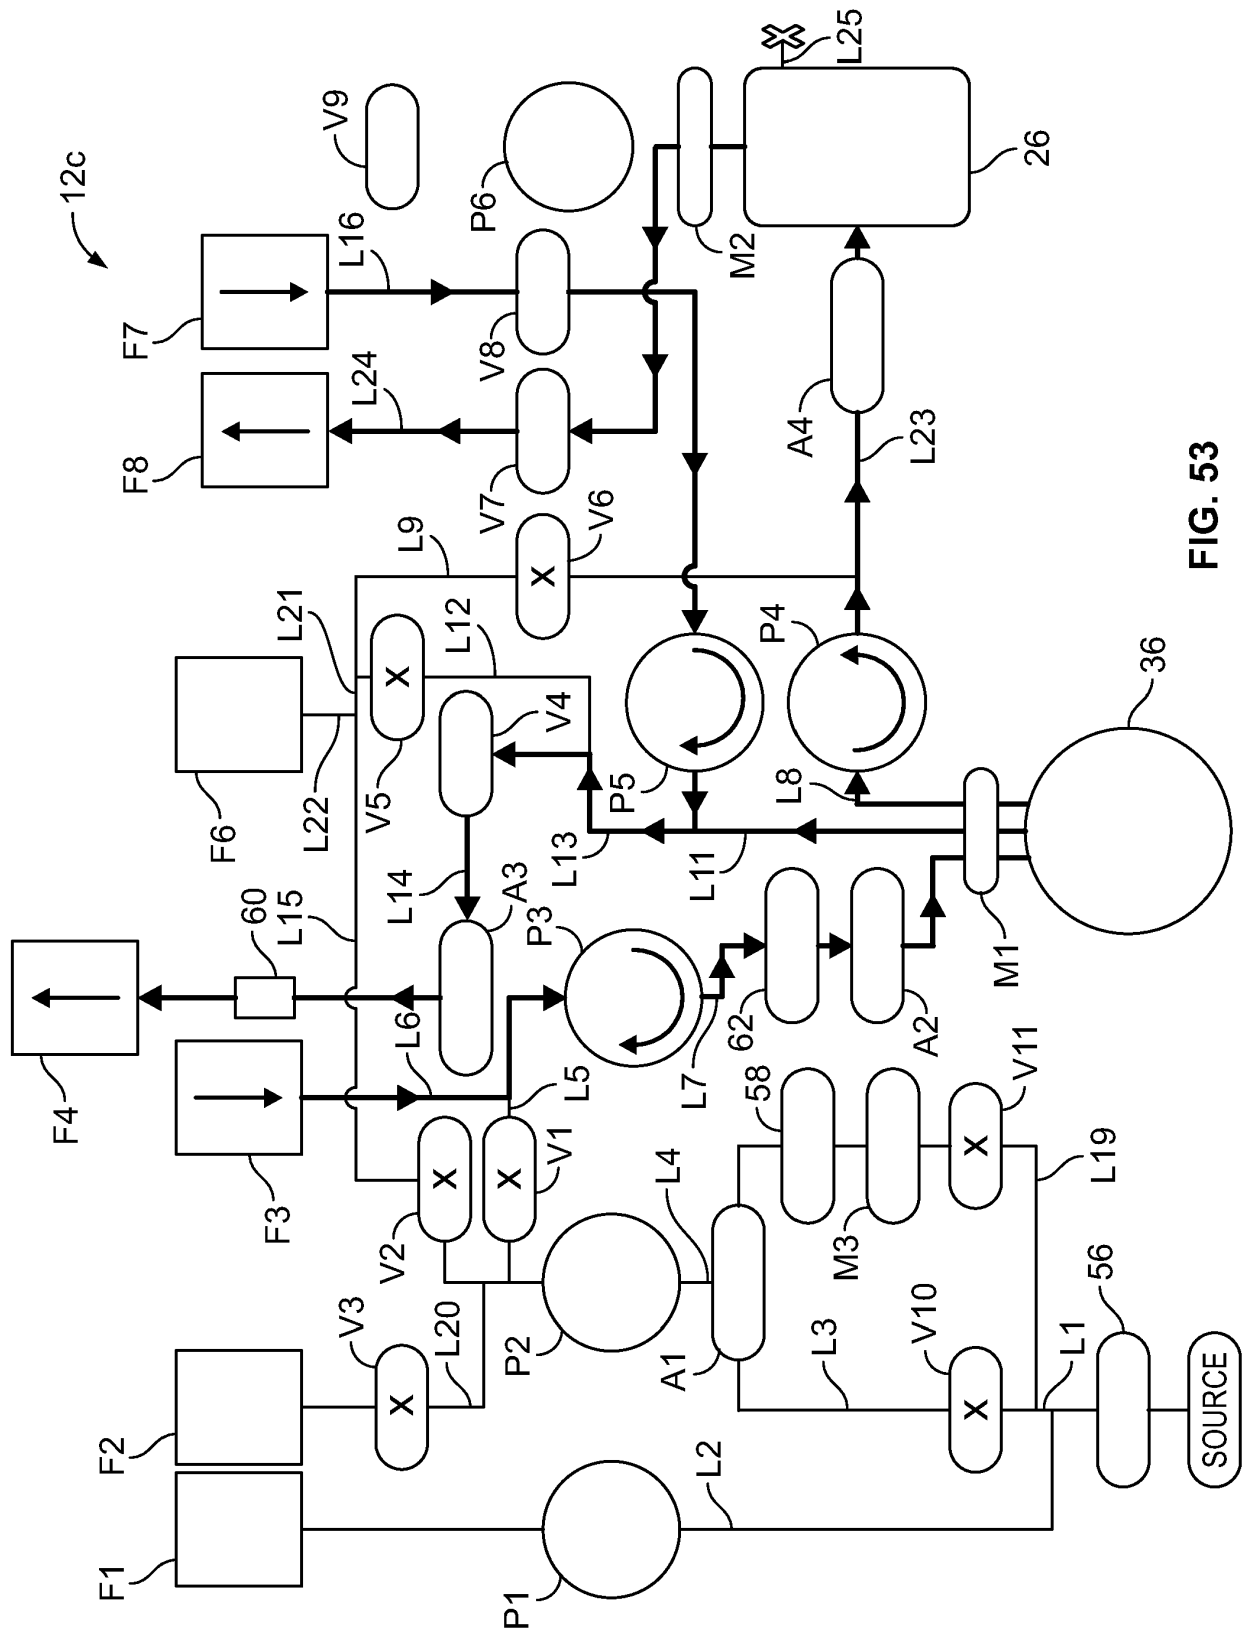 12c
F7
L16
V9
P6
L25
F8
L24
V8
M2
26
V7
A4
L23
L9
V6
L21
L12
P4
F6
L22
V5
V4
P5
L8
36
L15
60
L14
L13
L11
A3
P3
M1
F4
L6
62
A2
L7
F3
L5
V1
58
V11
V2
L4
M3
L19
F2
V3
L20
P2
A1
L3
V10
L1
56
F1
P1
L2
SOURCE
X
X
X
X
X
X
X
FIG. 53